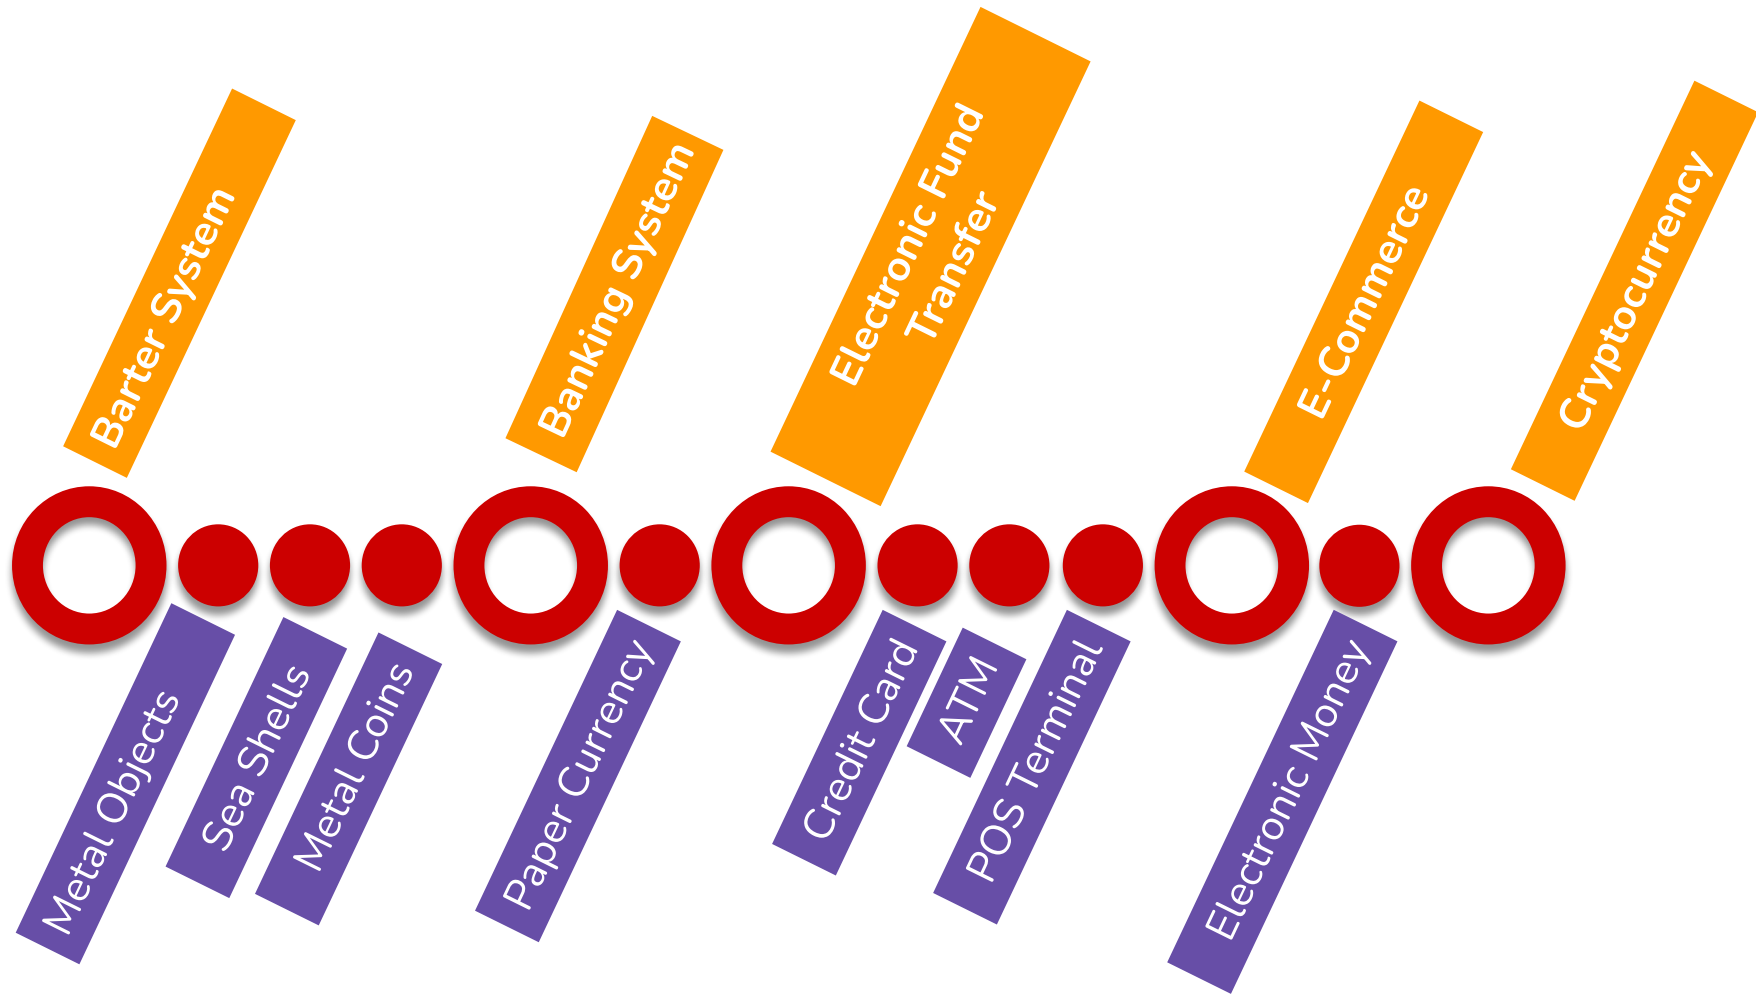 Barter System
Banking System
Electronic Fund
Transfer
E-Commerce
Cryptocurrency
Metal Objects
Sea Shells
Metal Coins
Paper Currency
Credit Card
ATM
POS Terminal
Electronic Money